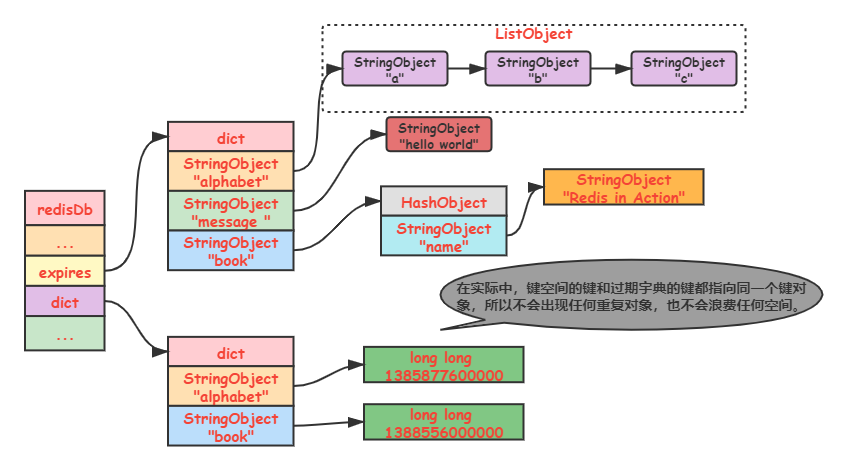 ListObject
StringObject
"a"
StringObject
"b"
StringObject
"c"
dict
StringObject
"alphabet"
StringObject
"message "
StringObject
"book"
StringObject
"hello world"
HashObject
StringObject
"name"
StringObject
"Redis in Action"
redisDb
...
expires
dict
...
在实际中，键空间的键和过期字典的键都指向同一个键对
象，所以不会出现任何重复对象，也不会浪费任何空间。
dict
StringObject
"alphabet"
StringObject
"book"
long long
1385877600000
long long
1388556000000